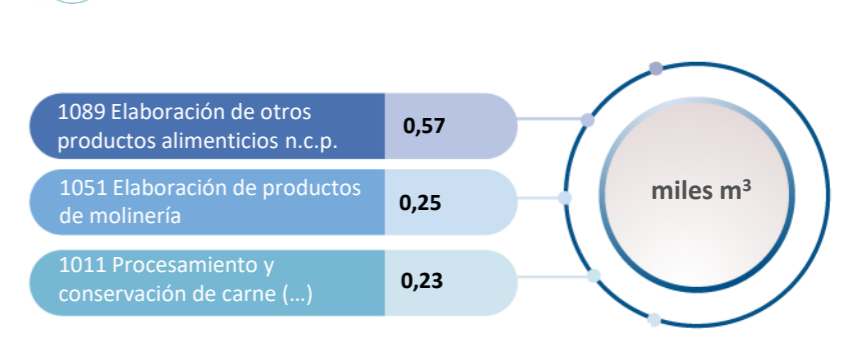 1089 Elaboración de otros
productos alimenticios n.c.p.
0,57
1051 Elaboración de productos
de molinería
0,25
1011 Procesamiento y
conservación de carne (...)
0,23
miles m³